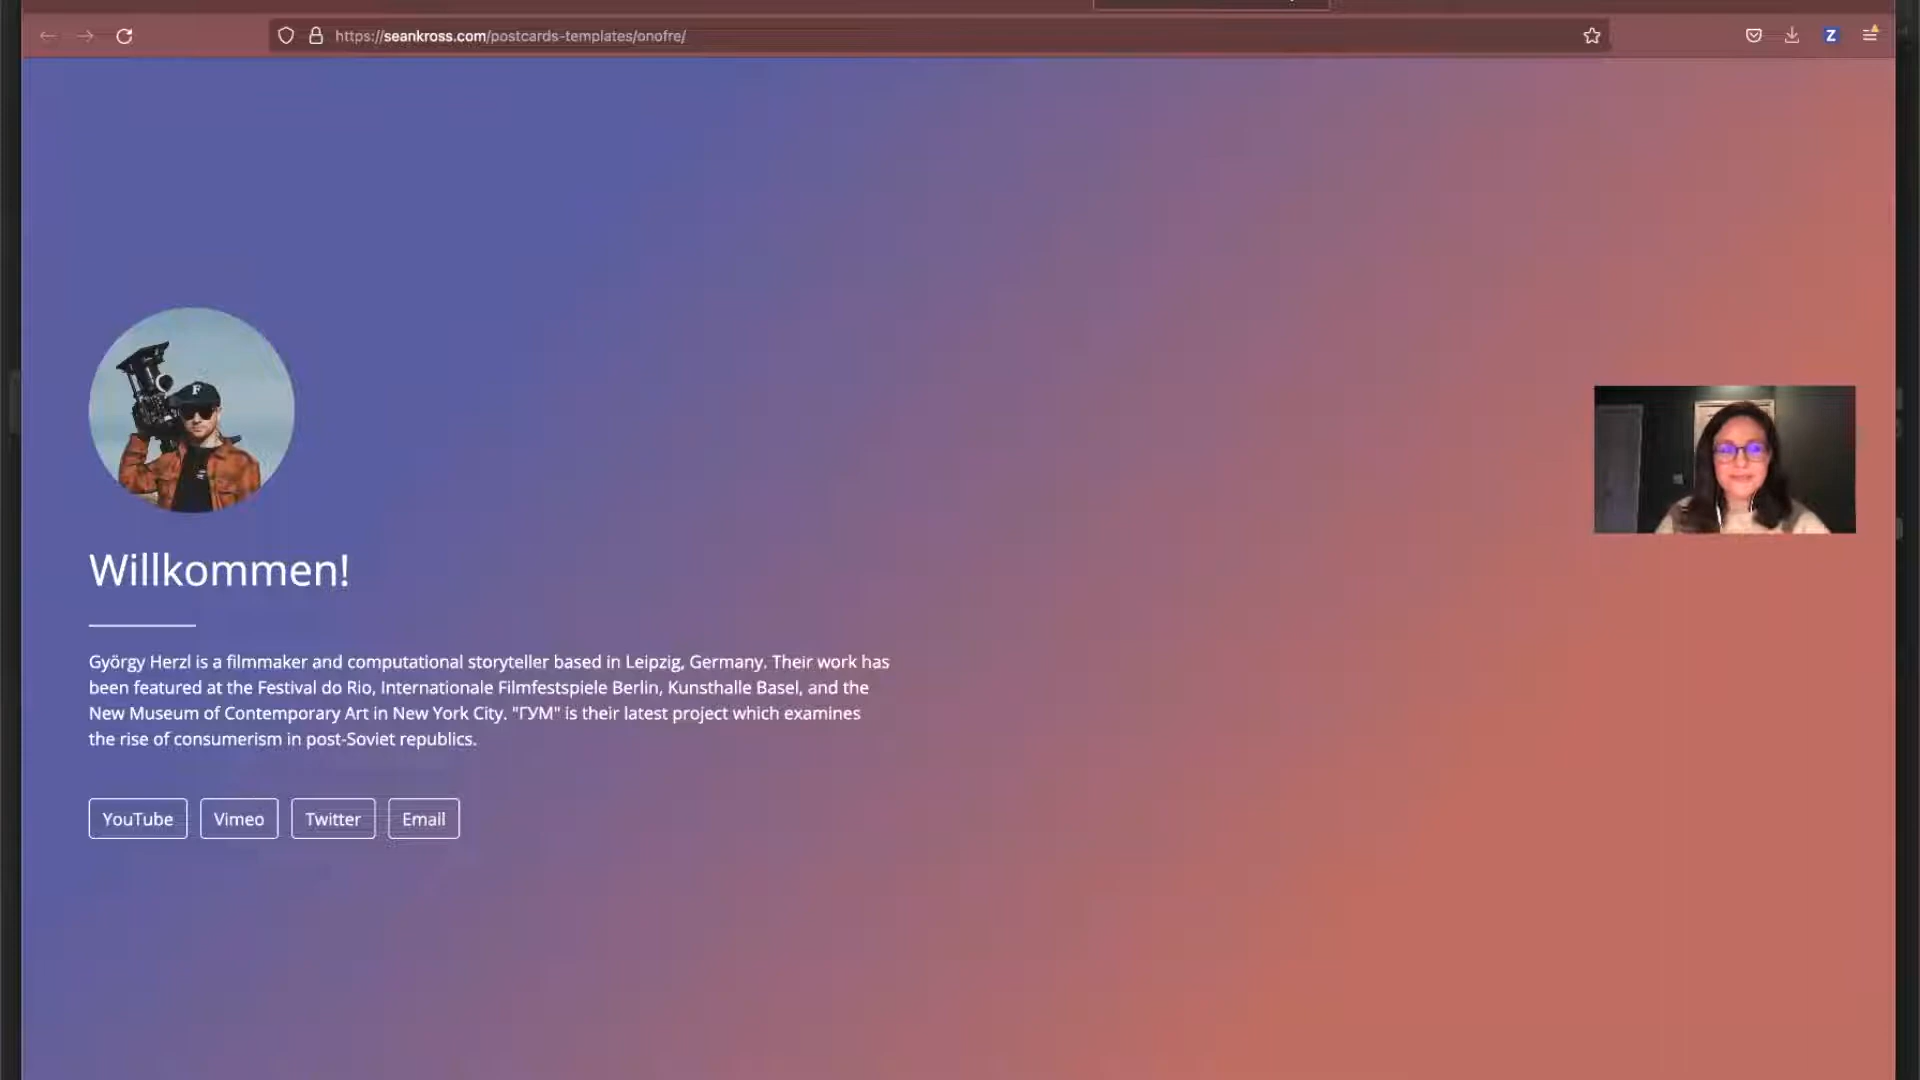 https://seankross.com/postcards-templates/onofre/
Z
F
Willkommen!
György Herzl is a filmmaker and computational storyteller based in Leipzig, Germany. Their work has
been featured at the Festival do Rio, Internationale Filmfestspiele Berlin, Kunsthalle Basel, and the
New Museum of Contemporary Art in New York City. "ГУМ" is their latest project which examines
the rise of consumerism in post-Soviet republics.
YouTube Vimeo Twitter Email